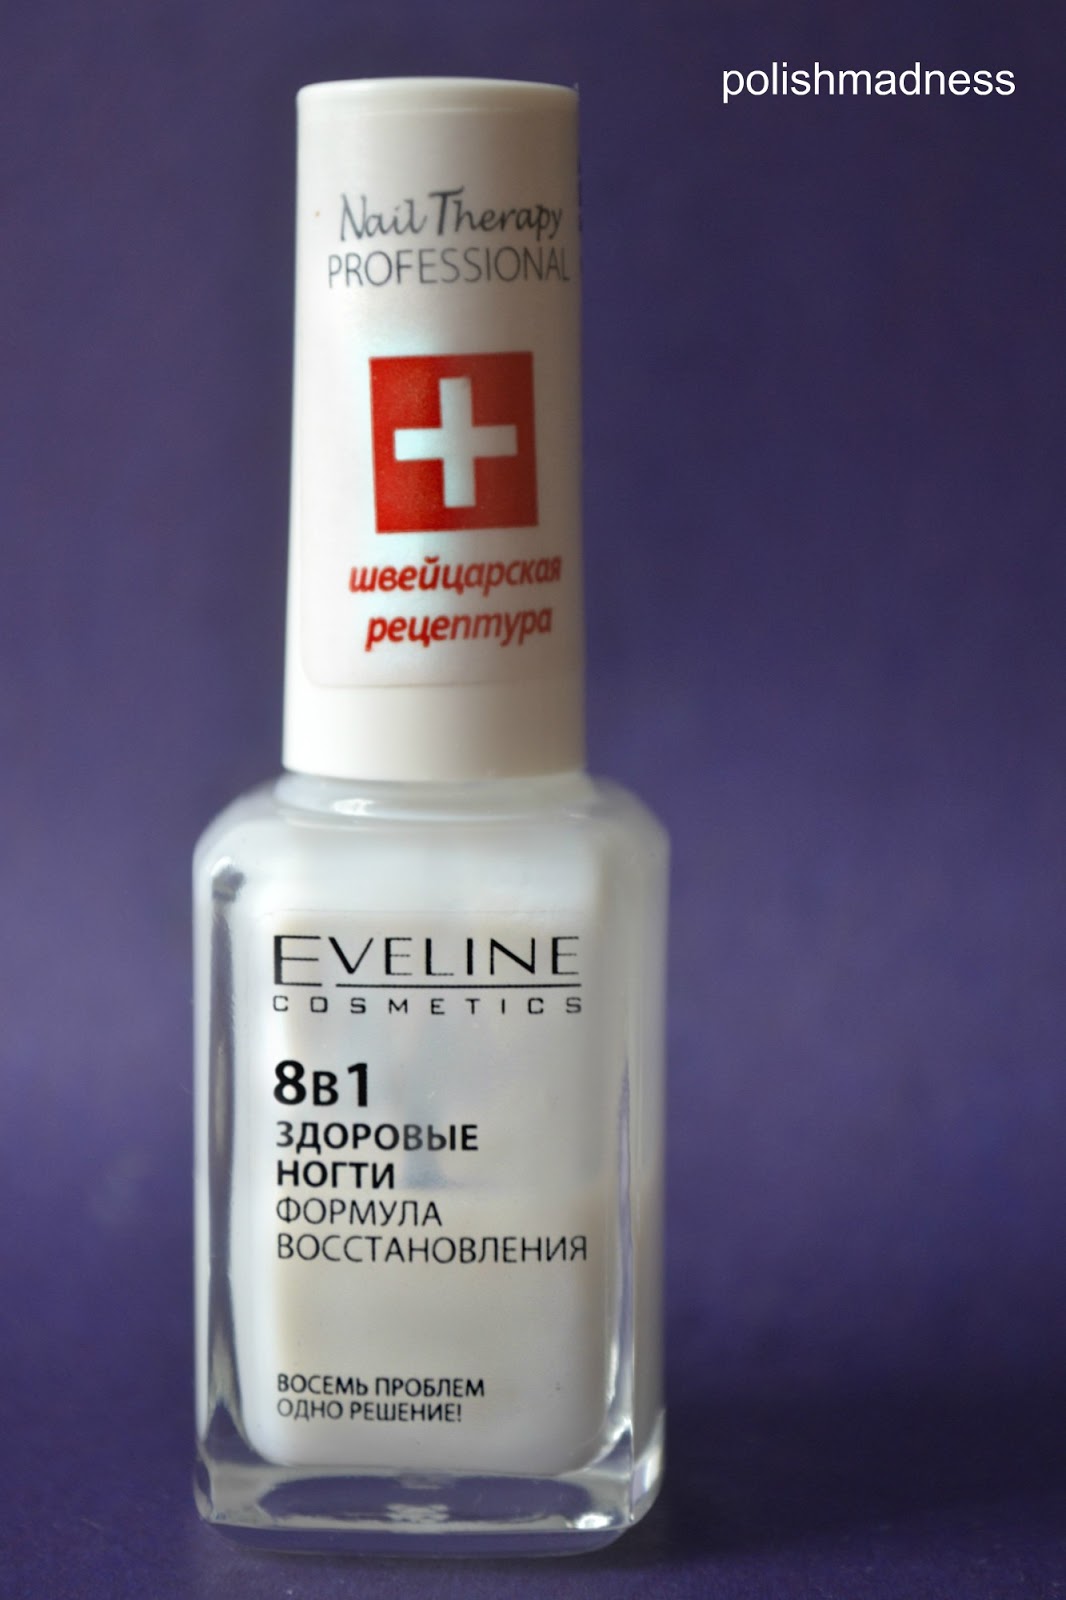 polishmadness
Nail Therapy
PROFESSIONAL
швейцарская
рецептура
EVELINE
COSMETICS
8В1
ЗДОРОВЫЕ
НОГТИ
ФОРМУЛА
ВОССТАНОВЛЕНИЯ
ВОСЕМЬ ПРОБЛЕМ
ОДНО РЕШЕНИЕ!